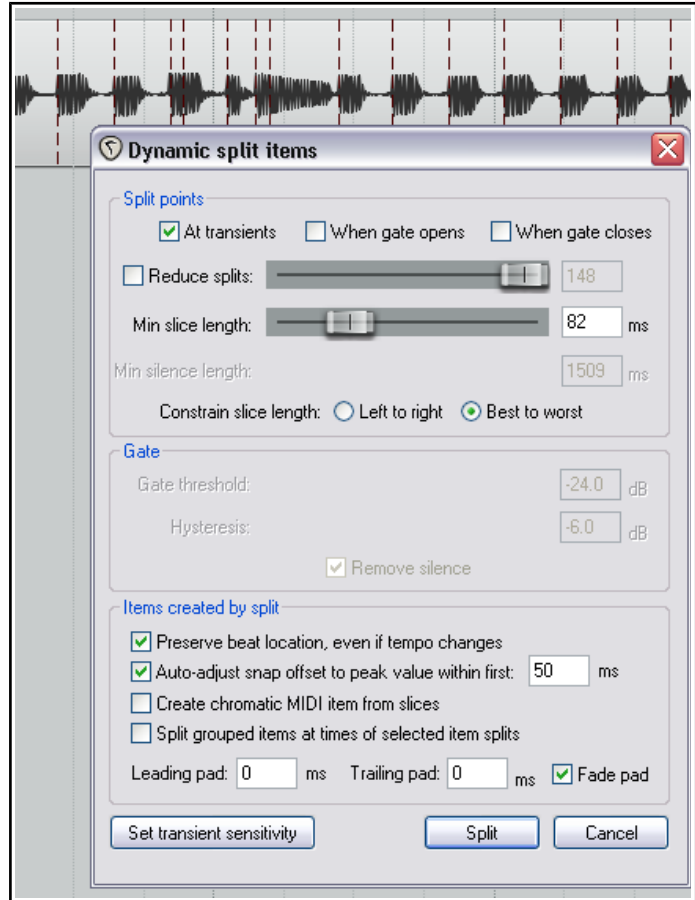 Dynamic split items
Split points
At transients When gate opens When gate closes
Reduce splits: 148
Min slice length: 82 ms
Min silence length: 1509 ms
Constrain slice length: Left to right Best to worst
Gate
Gate threshold: -24.0 dB
Hysteresis: -6.0 dB
Remove silence
Items created by split
Preserve beat location, even if tempo changes
Auto-adjust snap offset to peak value within first: 50 ms
Create chromatic MIDI item from slices
Split grouped items at times of selected item splits
Leading pad: 0 ms Trailing pad: 0 ms Fade pad
Set transient sensitivity Split Cancel